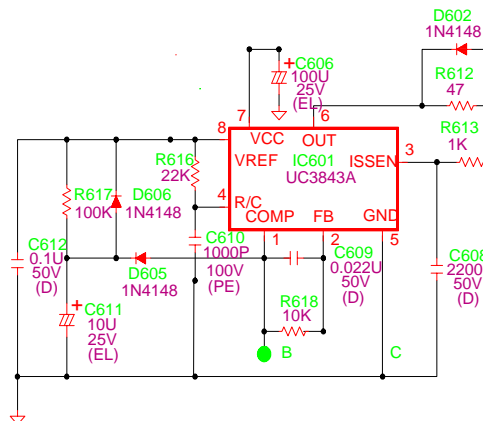 D602
1N4148
C606
100U
25V
(EL)
R612
47
7
6
R613
1K
8
VCC
OUT
VREF
IC601
ISSEN
3
UC3843A
R616
22K
4
R/C
COMP
FB
GND
R617
100K
D606
1N4148
1
2
5
C610
1000P
100V
(PE)
C609
0.022U
50V
(D)
C612
0.1U
50V
(D)
D605
1N4148
C608
2200
50V
(D)
C611
10U
25V
(EL)
R618
10K
B
C